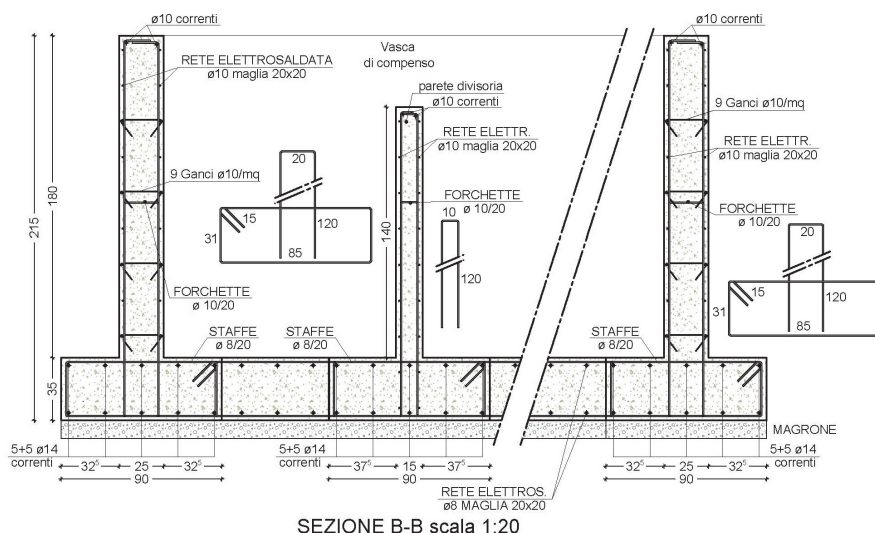 ø10 correnti
RETE ELETTROSALDATA
ø10 maglia 20x20
Vasca
di compenso
parete divisoria
ø10 correnti
RETE ELETTR.
ø10 maglia 20x20
ø10 correnti
9 Ganci ø10/mq
RETE ELETTR.
ø10 maglia 20x20
20
9 Ganci ø10/mq
15
31
120
85
FORCHETTE
ø 10/20
FORCHETTE
ø 10/20
10
120
FORCHETTE
ø 10/20
20
15
31
120
85
215
180
35
140
STAFFE
ø 8/20
STAFFE
ø 8/20
STAFFE
ø 8/20
MAGRONE
5+5 ø14
correnti
32⁵
25
32⁵
90
5+5 ø14
correnti
37⁵
15
37⁵
90
RETE ELETTROS.
ø8 MAGLIA 20x20
32⁵
25
32⁵
90
5+5 ø14
correnti
SEZIONE B-B scala 1:20